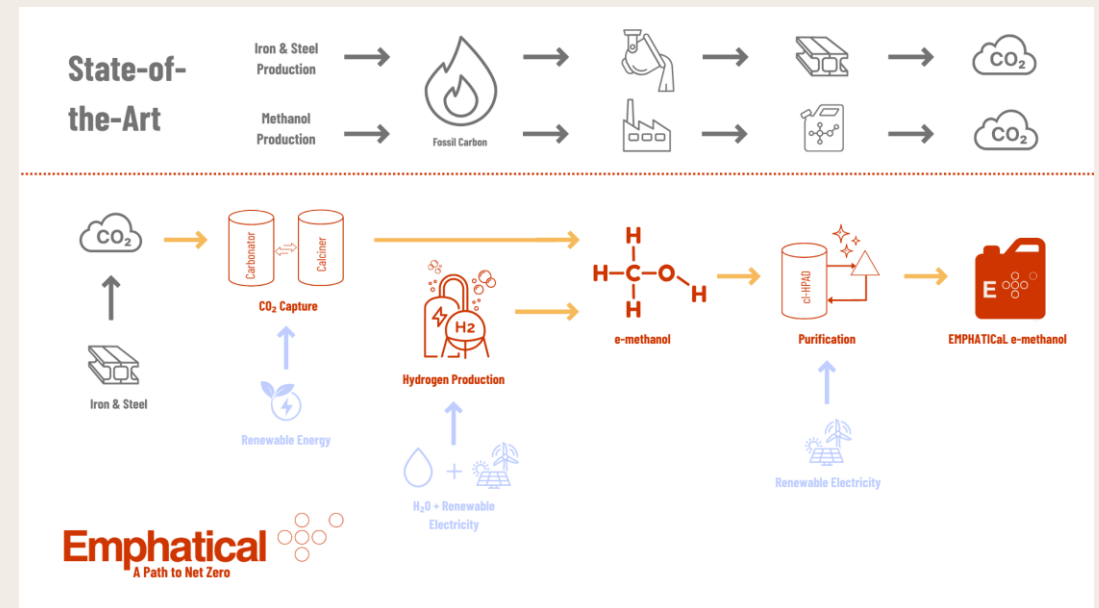 State-of-
the-Art
Iron & Steel
Production
Methanol
Production
Fossil Carbon
CO₂
CO₂
CO₂
Carbonator
Calciner
CO₂ Capture
Iron & Steel
Renewable Energy
H2
Hydrogen Production
H₂O + Renewable
Electricity
H
H-C-O
H
H
e-methanol
cl-HPAD
Purification
Renewable Electricity
E
EMPHATICaL e-methanol
Emphatical
A Path to Net Zero